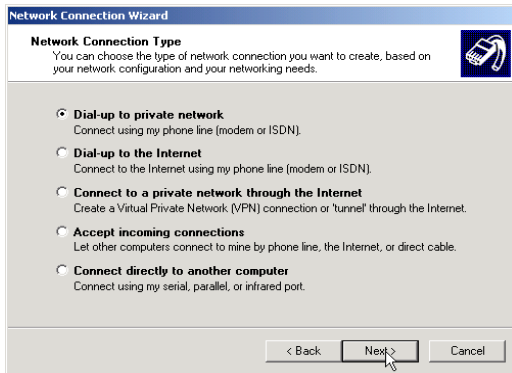 Network Connection Wizard
Network Connection Type
You can choose the type of network connection you want to create, based on
your network configuration and your networking needs.
Dial-up to private network
Connect using my phone line (modem or ISDN).
Dial-up to the Internet
Connect to the Internet using my phone line (modem or ISDN).
Connect to a private network through the Internet
Create a Virtual Private Network (VPN) connection or 'tunnel' through the Internet.
Accept incoming connections
Let other computers connect to mine by phone line, the Internet, or direct cable.
Connect directly to another computer
Connect using my serial, parallel, or infrared port.
< Back Next > Cancel